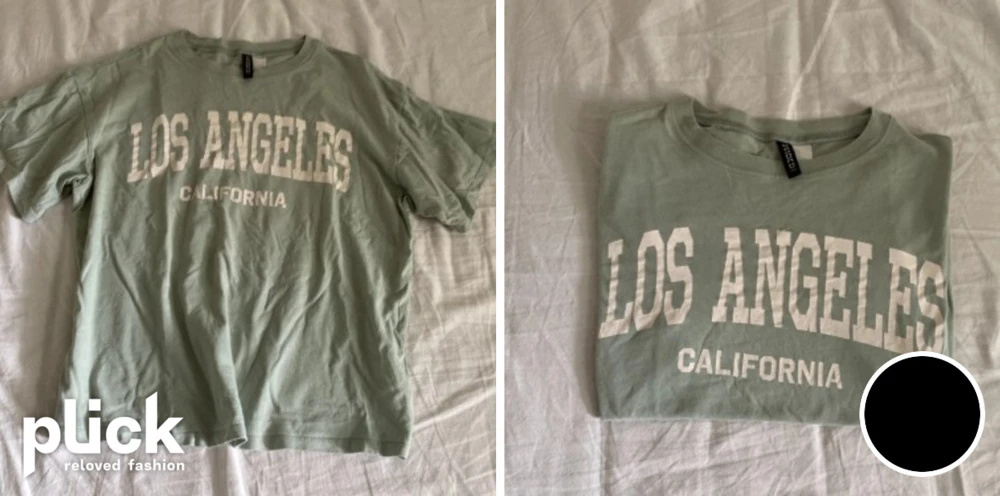 LOS ANGELES
CALIFORNIA
plick
reloved fashion
LOS ANGELES
CALIFORNIA